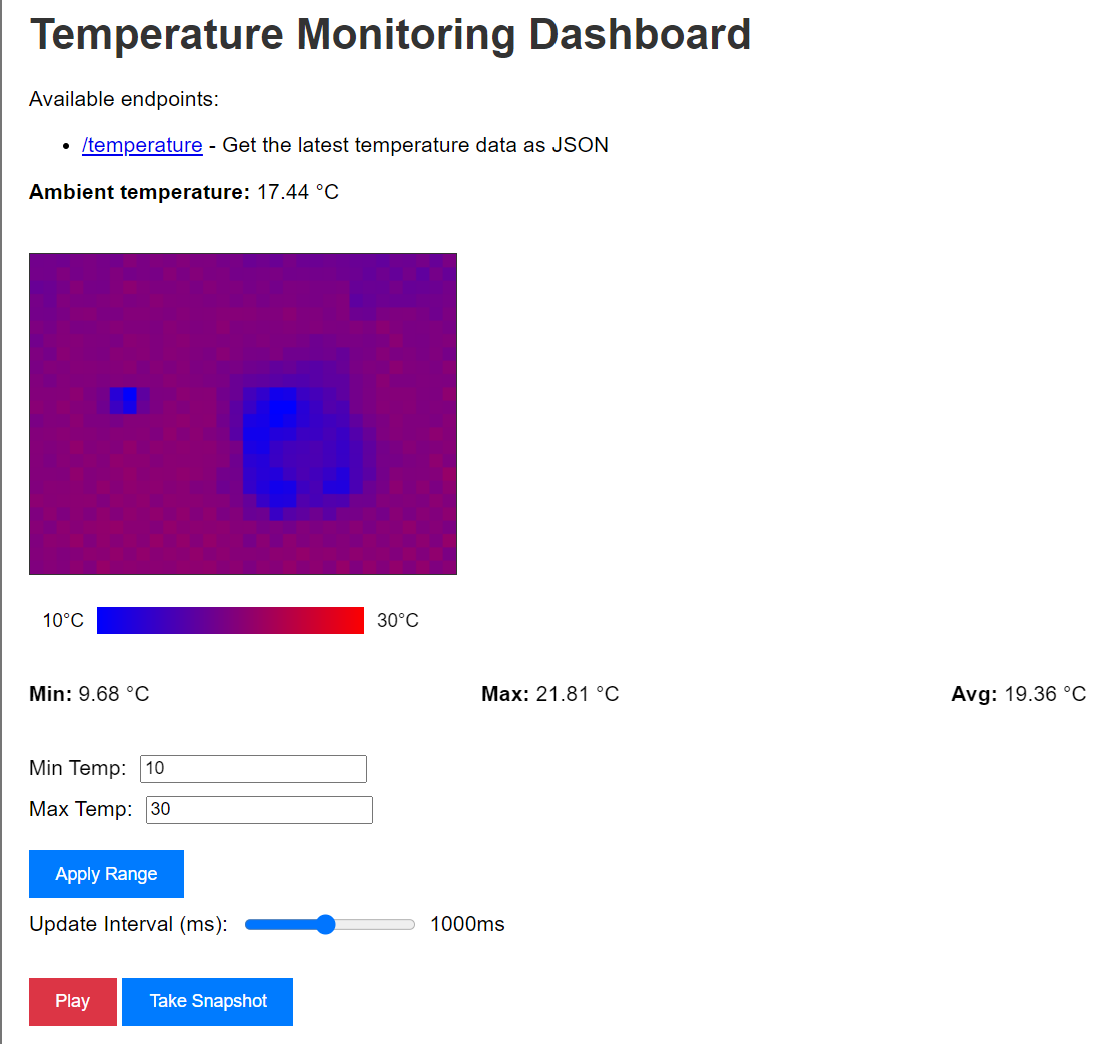 Temperature Monitoring Dashboard
Available endpoints:
/temperature - Get the latest temperature data as JSON
Ambient temperature: 17.44 °C
10°C 30°C
Min: 9.68 °C Max: 21.81 °C Avg: 19.36 °C
Min Temp: 10
Max Temp: 30
Apply Range
Update Interval (ms): 1000ms
Play Take Snapshot